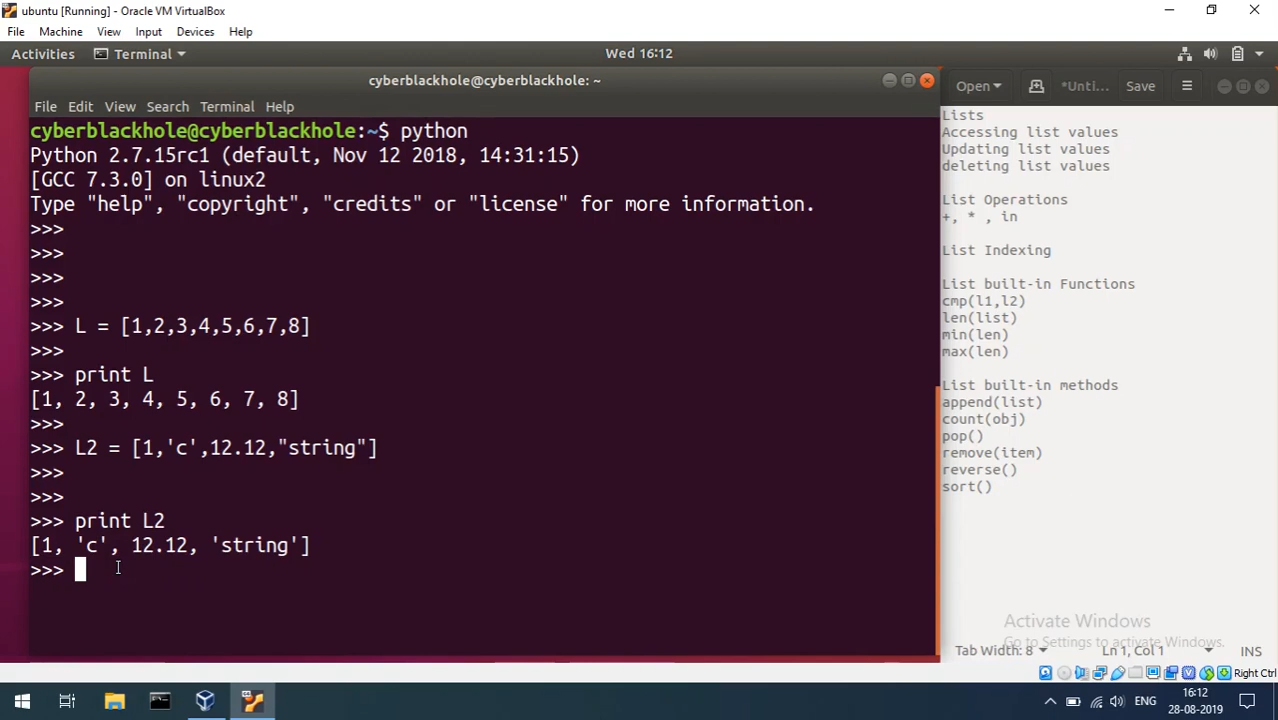 ubuntu [Running] - Oracle VM VirtualBox
File Machine View Input Devices Help
Activities Terminal Wed 16:12
cyberblackhole@cyberblackhole: ~
File Edit View Search Terminal Help
cyberblackhole@cyberblackhole:~$ python
Python 2.7.15rc1 (default, Nov 12 2018, 14:31:15)
[GCC 7.3.0] on linux2
Type "help", "copyright", "credits" or "license" for more information.
>>>
>>>
>>>
>>>
>>> L = [1,2,3,4,5,6,7,8]
>>>
>>> print L
[1, 2, 3, 4, 5, 6, 7, 8]
>>>
>>> L2 = [1,'c',12.12,"string"]
>>>
>>>
>>> print L2
[1, 'c', 12.12, 'string']
>>>
Open *Unti... Save
Lists
Accessing list values
Updating list values
deleting list values
List Operations
+, * , in
List Indexing
List built-in Functions
cmp(l1,l2)
len(list)
min(len)
max(len)
List built-in methods
append(list)
count(obj)
pop()
remove(item)
reverse()
sort()
Activate Windows
Go to Settings to activate Windows.
Tab Width: 8 Ln 1, Col 1 INS
Right Ctrl
ENG 16:12
28-08-2019